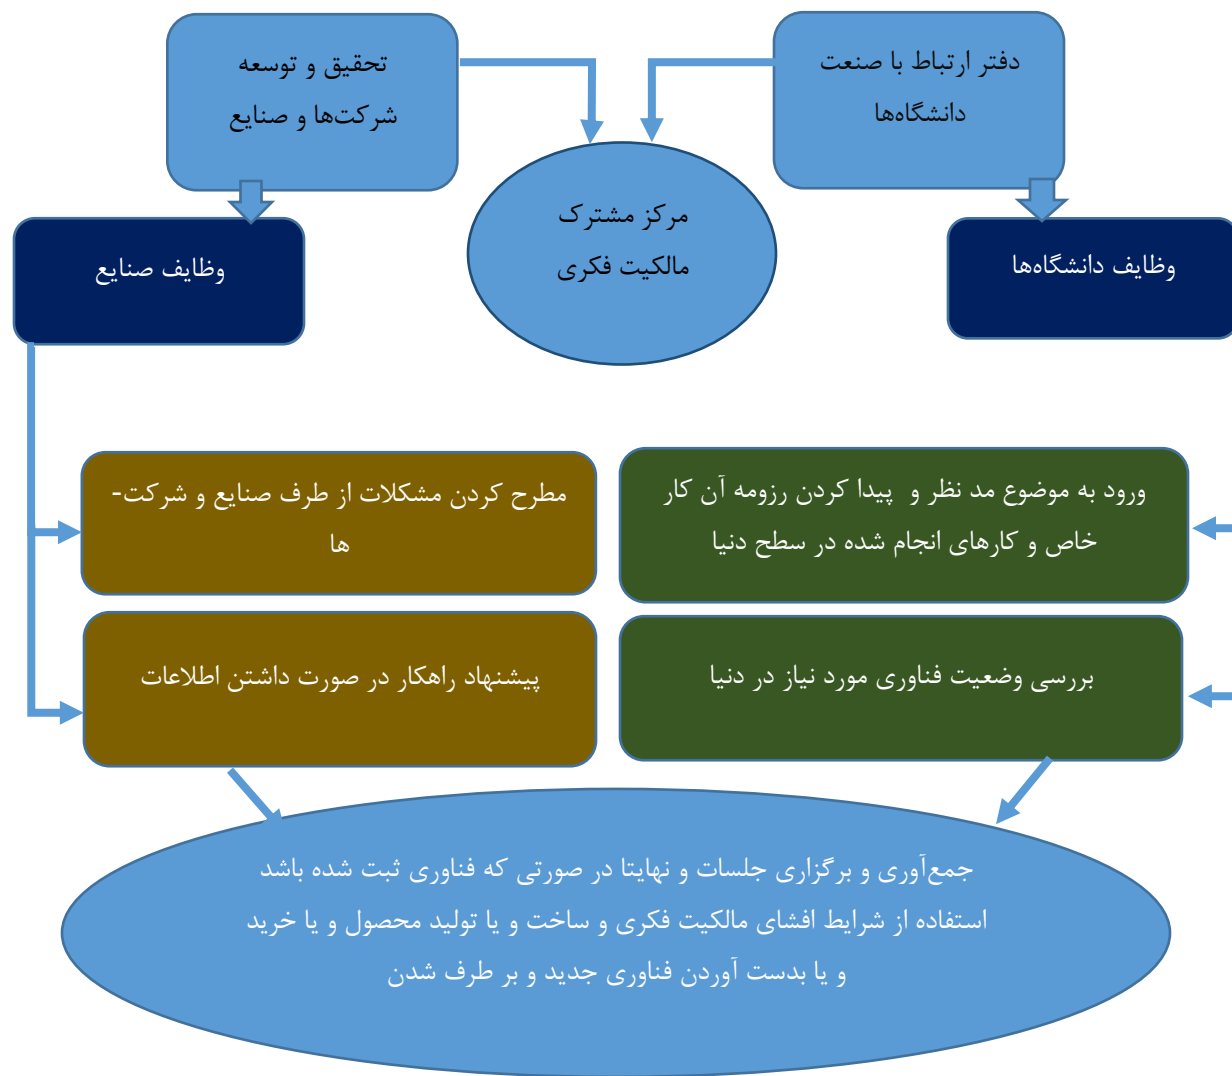 دفتر ارتباط با صنعت
دانشگاه‌ها
تحقیق و توسعه
شرکت‌ها و صنایع
مرکز مشترک
مالکیت فکری
وظایف دانشگاه‌ها
وظایف صنایع
ورود به موضوع مد نظر و پیدا کردن رزومه آن کار
خاص و کارهای انجام شده در سطح دنیا
مطرح کردن مشکلات از طرف صنایع و شرکت-
ها
بررسی وضعیت فناوری مورد نیاز در دنیا
پیشنهاد راهکار در صورت داشتن اطلاعات
جمع‌آوری و برگزاری جلسات و نهایتا در صورتی که فناوری ثبت شده باشد
استفاده از شرایط افشای مالکیت فکری و ساخت و یا تولید محصول و یا خرید
و یا بدست آوردن فناوری جدید و بر طرف شدن